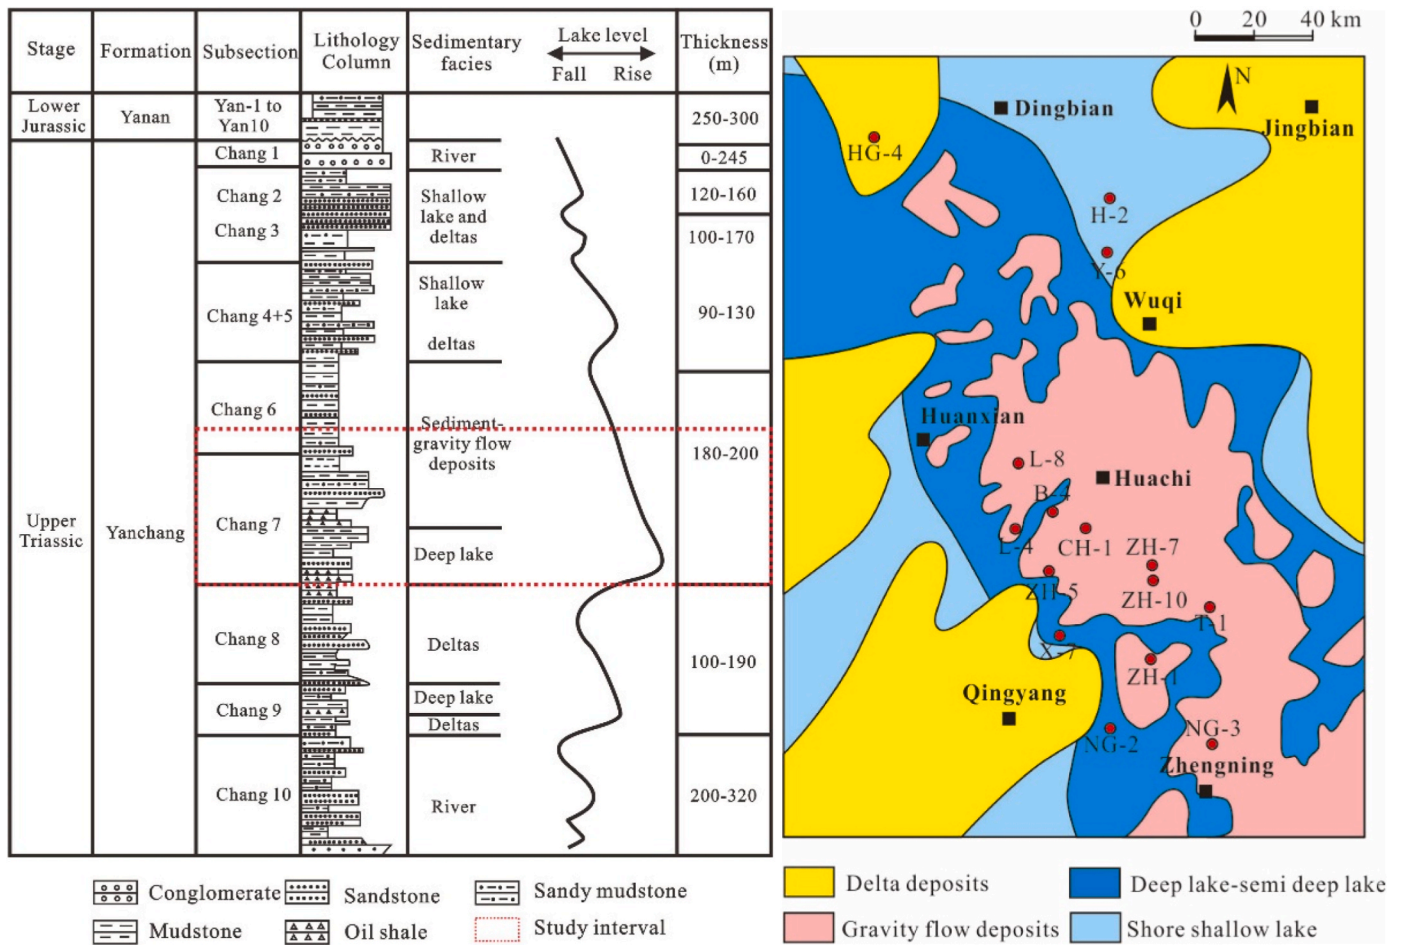 Stage
Formation
Subsection
Lithology
Column
Sedimentary
facies
Lake level
Fall
Rise
Thickness
(m)
Lower
Jurassic
Yanan
Yan-1 to
Yan10
250-300
Upper
Triassic
Yanchang
Chang 1
River
0-245
Chang 2
Chang 3
Shallow
lake and
deltas
120-160
100-170
Chang 4+5
Shallow
lake
deltas
90-130
Chang 6
Sediment-
gravity flow
deposits
180-200
Chang 7
Deep lake
Chang 8
Deltas
100-190
Chang 9
Deep lake
Deltas
Chang 10
River
200-320
Conglomerate
Sandstone
Sandy mudstone
Mudstone
Oil shale
Study interval
0 20 40 km
N
Dingbian
Jingbian
HG-4
H-2
Y-6
Wuqi
Huanxian
L-8
Huachi
B-4
L-4
CH-1
ZH-7
ZH-5
ZH-10
T-1
X-7
ZH-1
Qingyang
NG-2
NG-3
Zhengning
Delta deposits
Deep lake-semi deep lake
Gravity flow deposits
Shore shallow lake